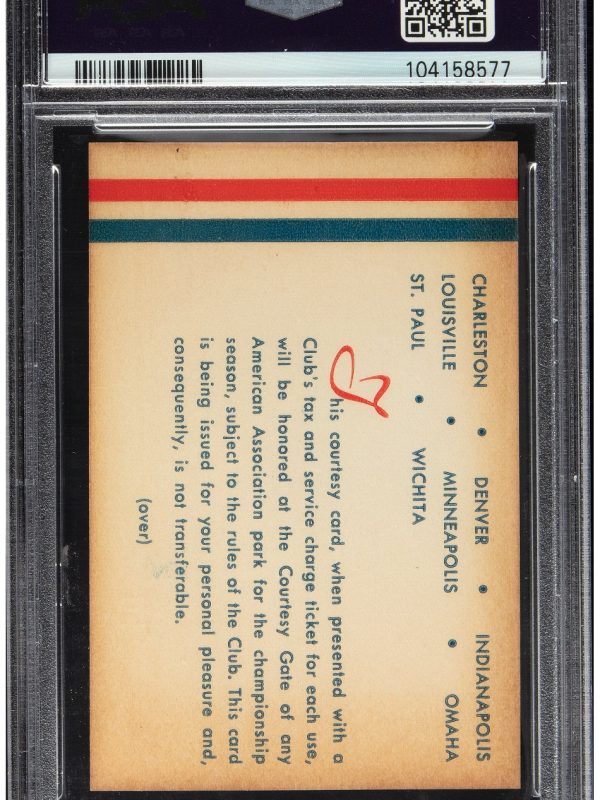 104158577
CHARLESTON • DENVER • INDIANAPOLIS
LOUISVILLE • MINNEAPOLIS • OMAHA
ST. PAUL • WICHITA
This courtesy card, when presented with a
Club's tax and service charge ticket for each use,
will be honored at the Courtesy Gate of any
American Association park for the championship
season, subject to the rules of the Club. This card
is being issued for your personal pleasure and,
consequently, is not transferable.
(over)